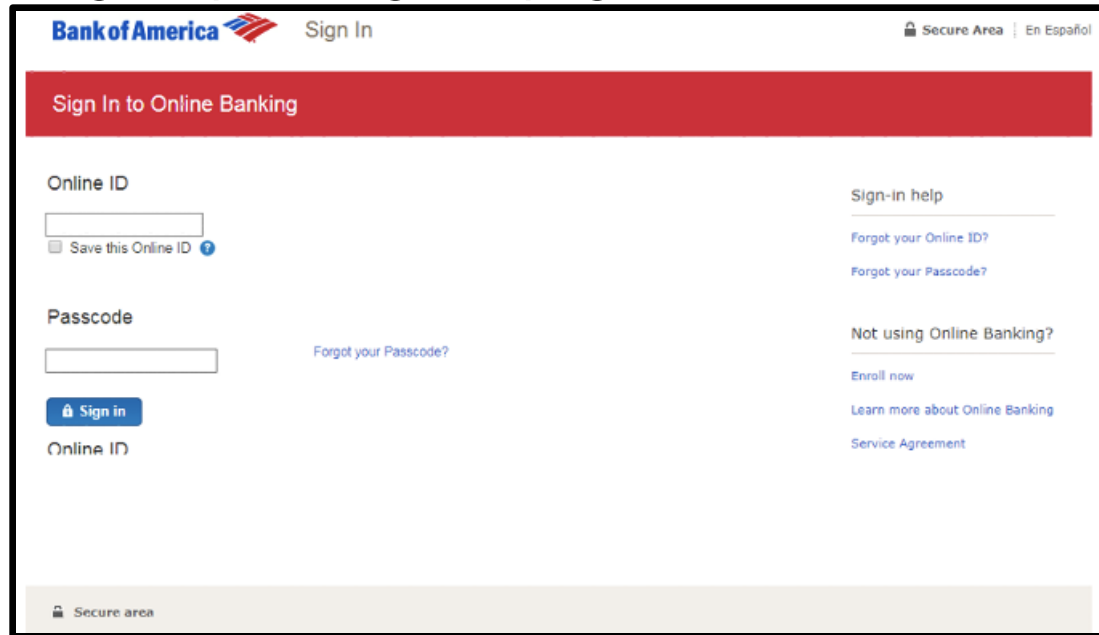 Bank of America Sign In
Secure Area En Español
Sign In to Online Banking
Online ID
Save this Online ID ?
Passcode
Forgot your Passcode?
Sign in
Online ID
Sign-in help
Forgot your Online ID?
Forgot your Passcode?
Not using Online Banking?
Enroll now
Learn more about Online Banking
Service Agreement
Secure area